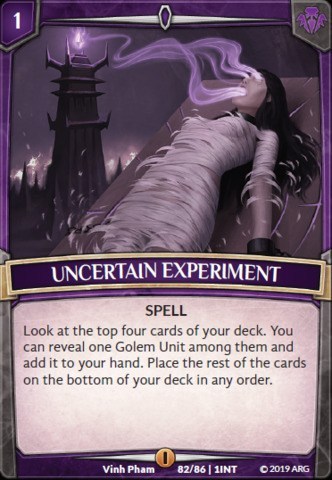 1
UNCERTAIN EXPERIMENT
SPELL
Look at the top four cards of your deck. You
can reveal one Golem Unit among them and
add it to your hand. Place the rest of the cards
on the bottom of your deck in any order.
I
Vinh Pham 82/86 | 1INT © 2019 ARG